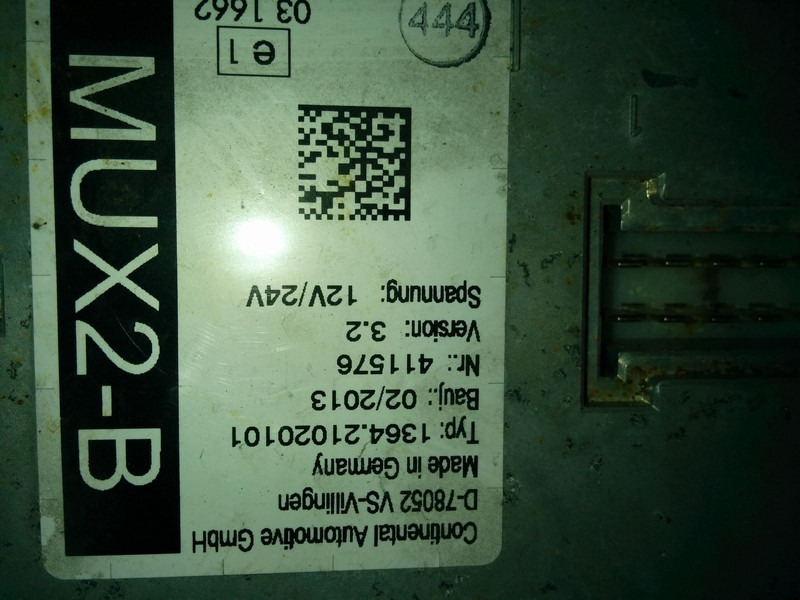 Continental Automotive GmbH
D-78052 VS-Villingen
Made in Germany
Typ: 1364.21020101
Bauj.: 02/2013
Nr.: 411576
Version: 3.2
Spannung: 12V/24V
e1
03 1662
444
MUX2-B